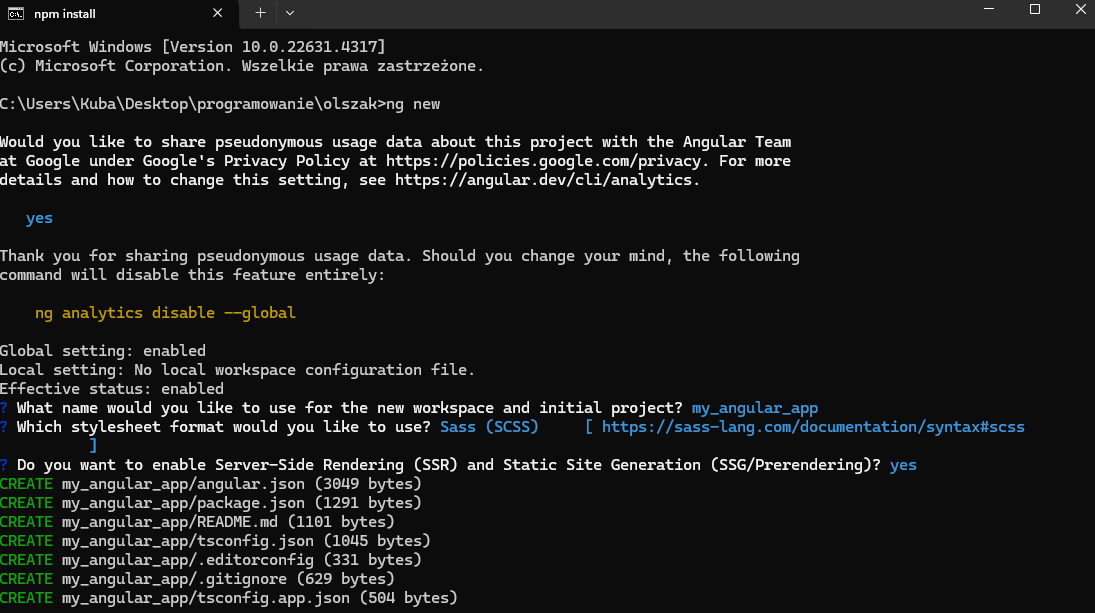 npm install
Microsoft Windows [Version 10.0.22631.4317]
(c) Microsoft Corporation. Wszelkie prawa zastrzeżone.
C:\Users\Kuba\Desktop\programowanie\olszak>ng new
Would you like to share pseudonymous usage data about this project with the Angular Team
at Google under Google's Privacy Policy at https://policies.google.com/privacy. For more
details and how to change this setting, see https://angular.dev/cli/analytics.
yes
Thank you for sharing pseudonymous usage data. Should you change your mind, the following
command will disable this feature entirely:
ng analytics disable --global
Global setting: enabled
Local setting: No local workspace configuration file.
Effective status: enabled
? What name would you like to use for the new workspace and initial project? my_angular_app
? Which stylesheet format would you like to use? Sass (SCSS)     [ https://sass-lang.com/documentation/syntax#scss
]
? Do you want to enable Server-Side Rendering (SSR) and Static Site Generation (SSG/Prerendering)? yes
CREATE my_angular_app/angular.json (3049 bytes)
CREATE my_angular_app/package.json (1291 bytes)
CREATE my_angular_app/README.md (1101 bytes)
CREATE my_angular_app/tsconfig.json (1045 bytes)
CREATE my_angular_app/.editorconfig (331 bytes)
CREATE my_angular_app/.gitignore (629 bytes)
CREATE my_angular_app/tsconfig.app.json (504 bytes)